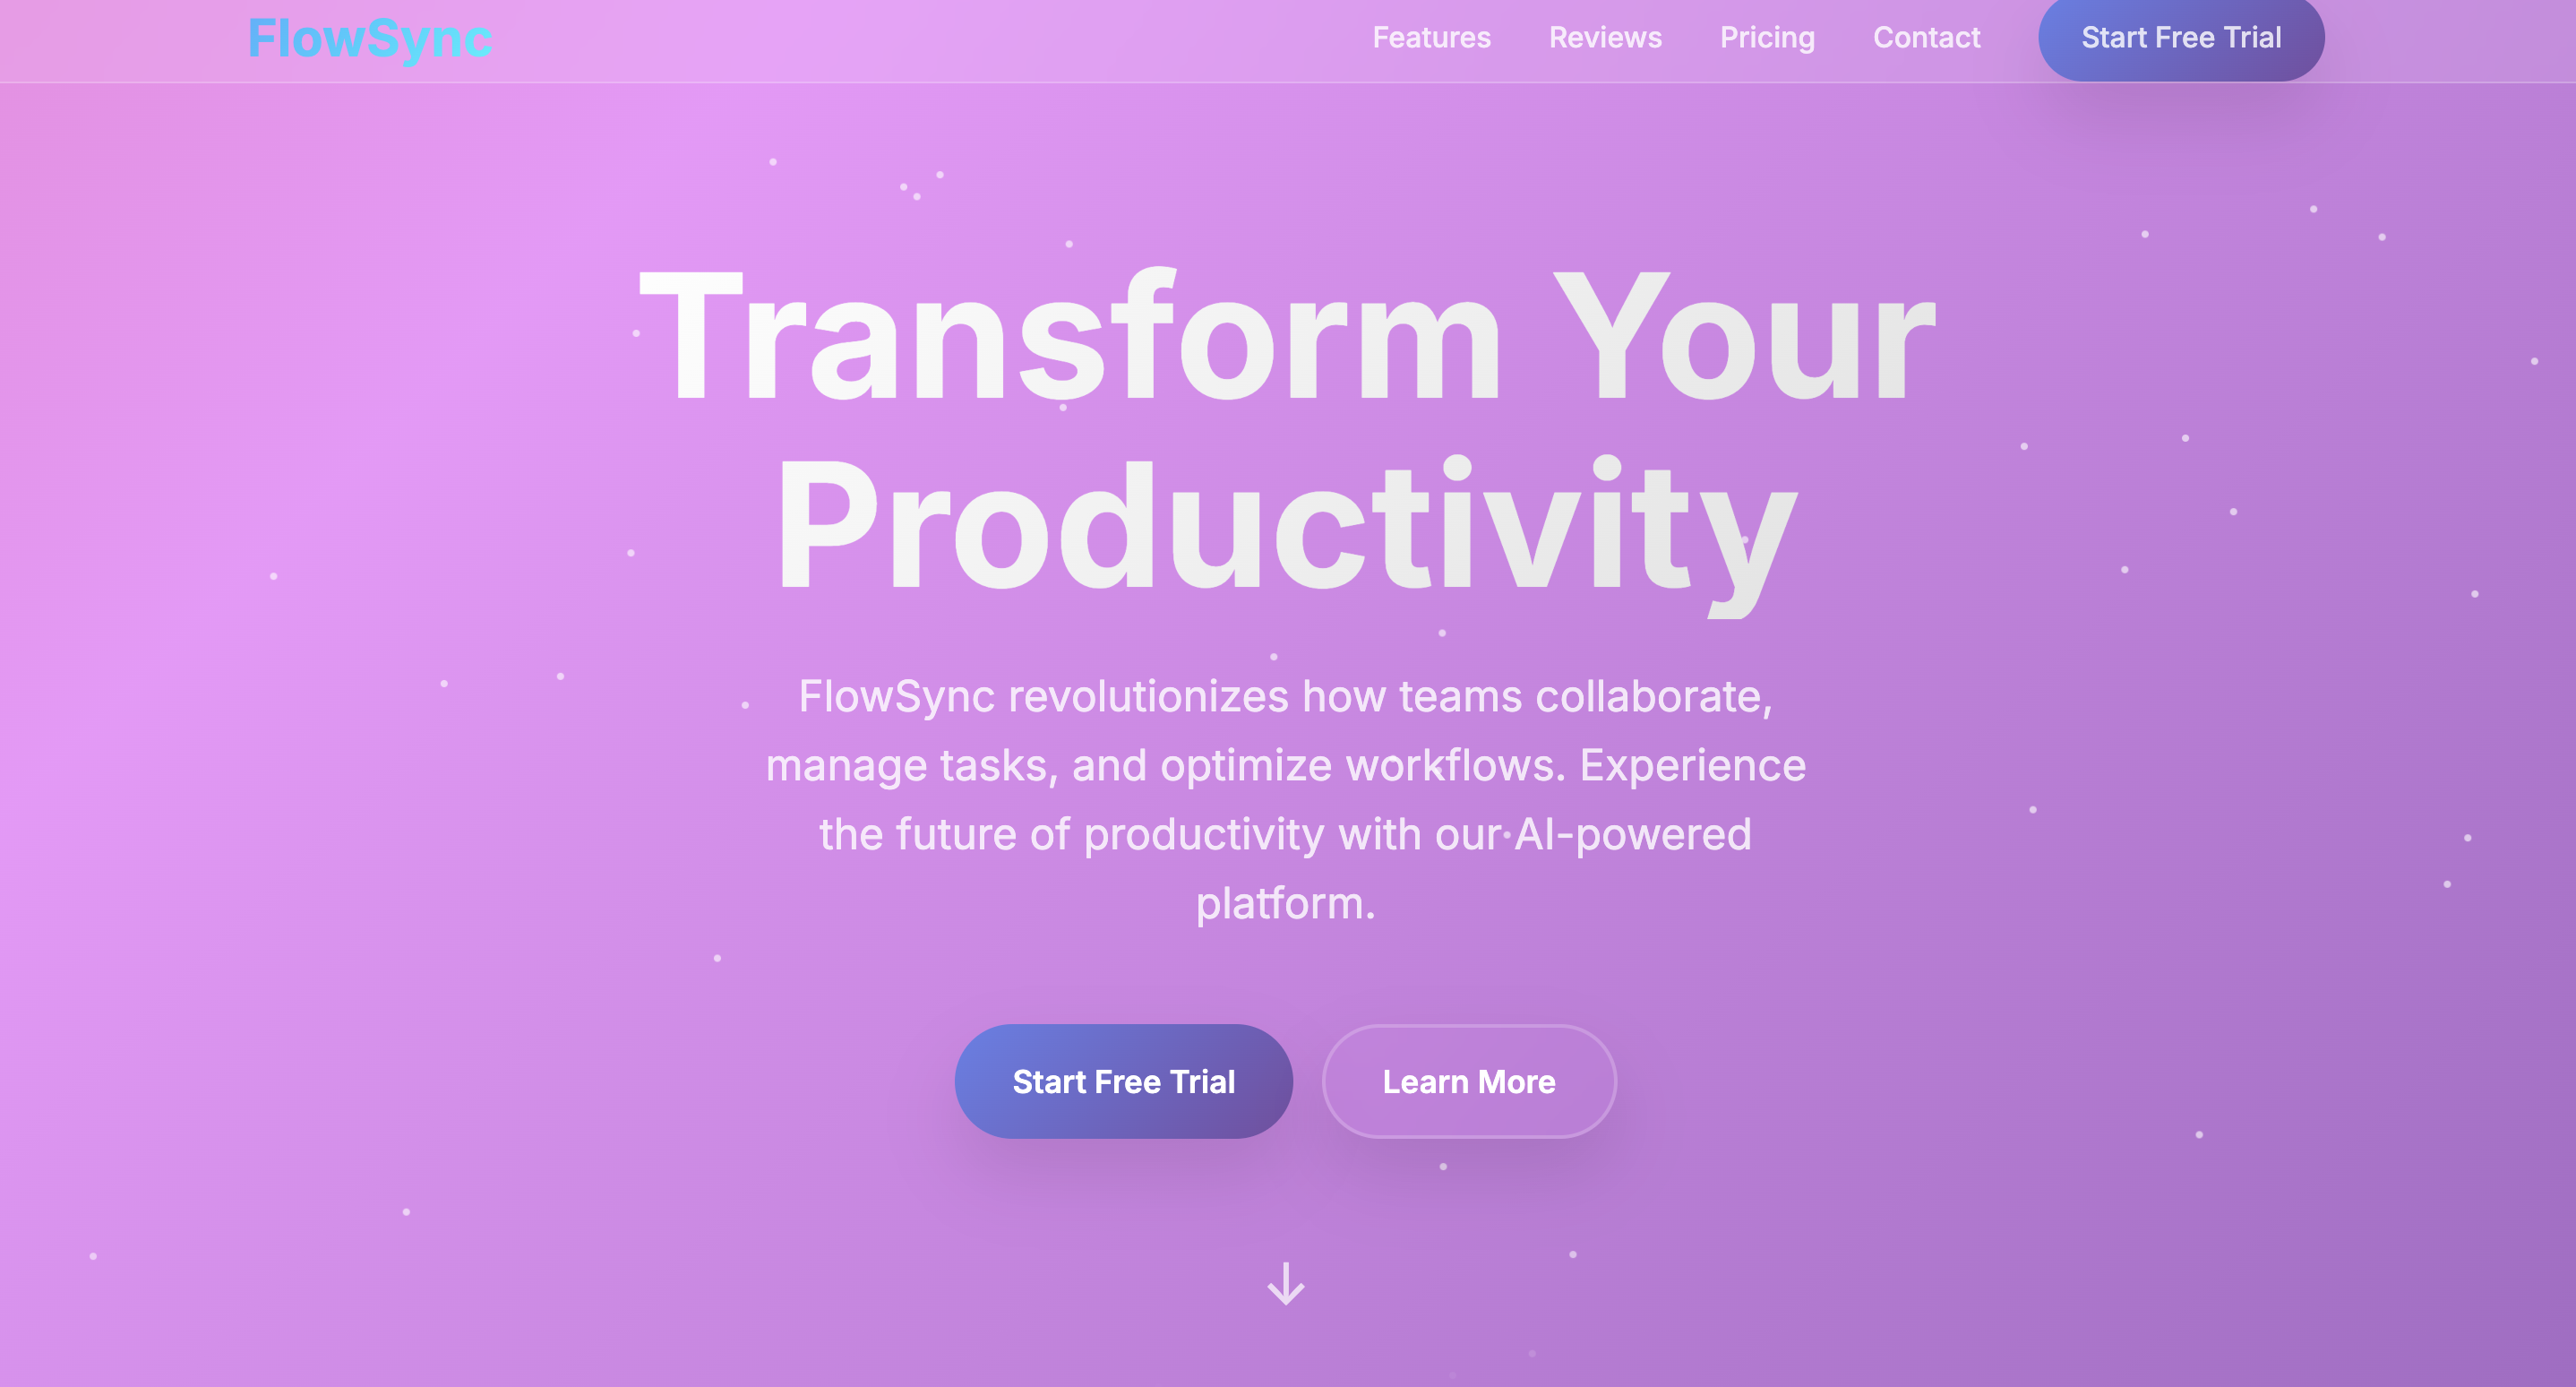 FlowSync
Features
Reviews
Pricing
Contact
Start Free Trial
Transform Your
Productivity
FlowSync revolutionizes how teams collaborate,
manage tasks, and optimize workflows. Experience
the future of productivity with our AI-powered
platform.
Start Free Trial
Learn More